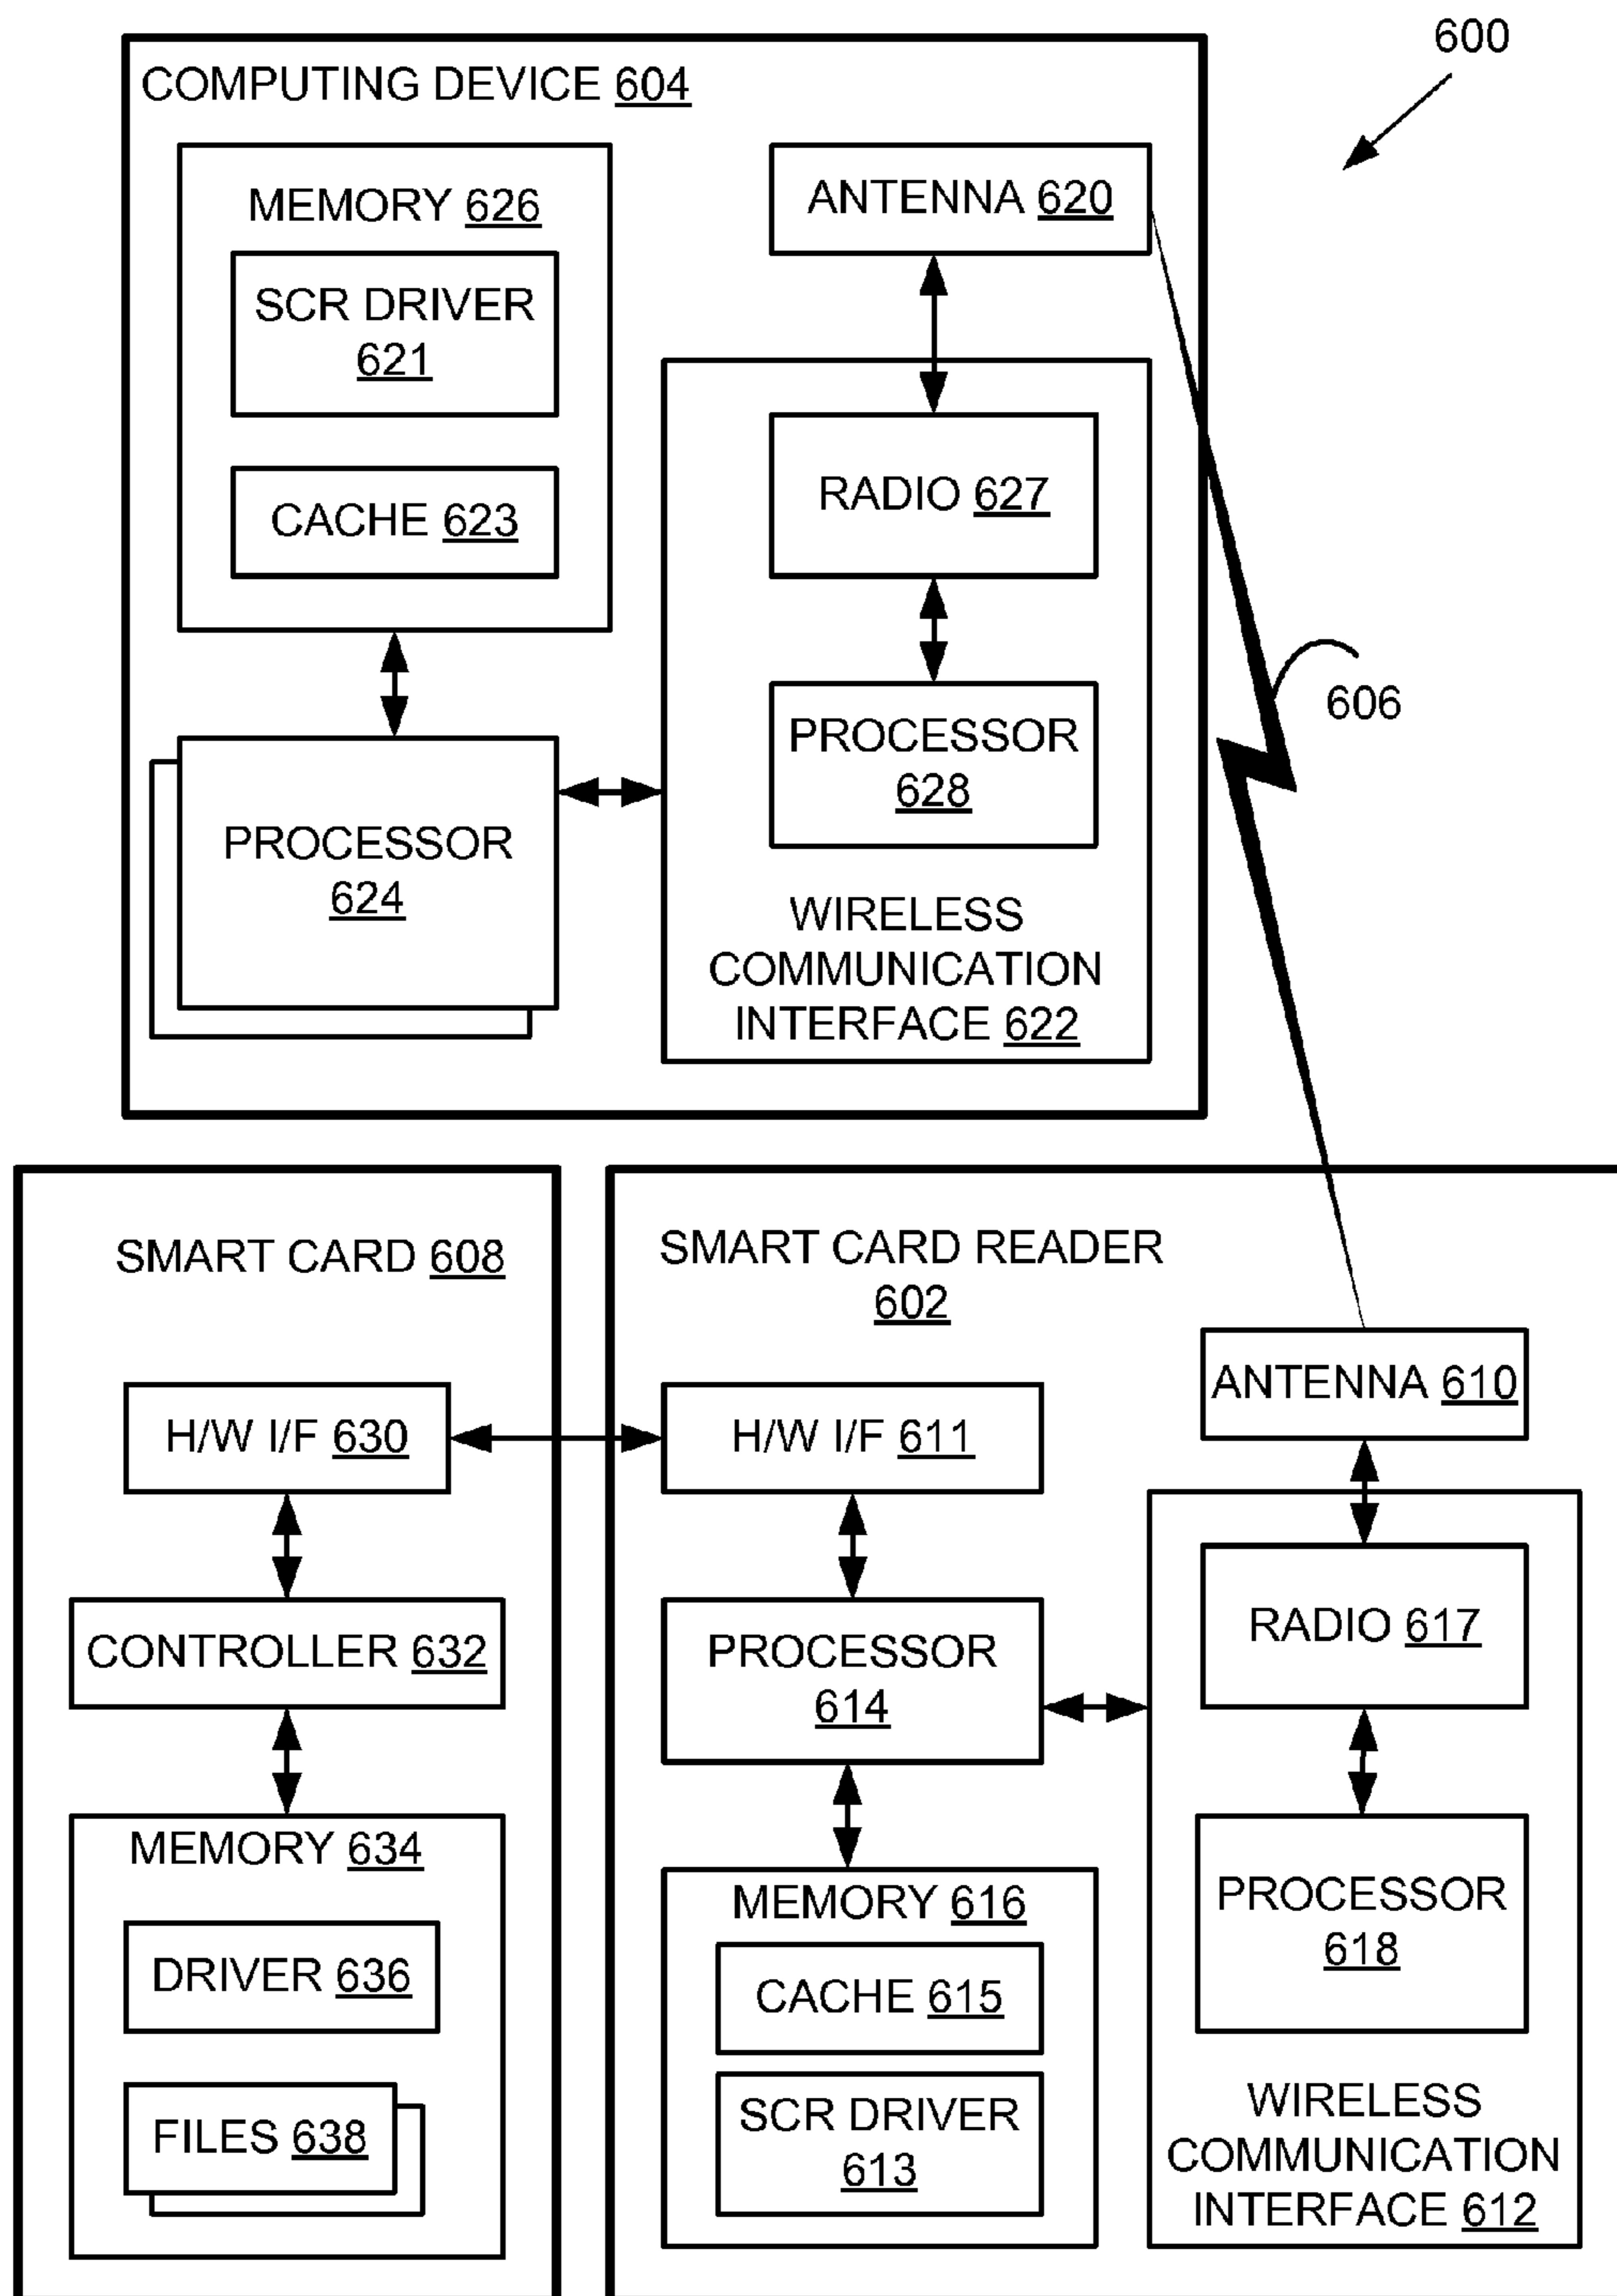 600
COMPUTING DEVICE 604
MEMORY 626
SCR DRIVER
621
CACHE 623
PROCESSOR
624
ANTENNA 620
RADIO 627
PROCESSOR
628
WIRELESS
COMMUNICATION
INTERFACE 622
606
SMART CARD 608
H/W I/F 630
CONTROLLER 632
MEMORY 634
DRIVER 636
FILES 638
SMART CARD READER
602
H/W I/F 611
PROCESSOR
614
MEMORY 616
CACHE 615
SCR DRIVER
613
ANTENNA 610
RADIO 617
PROCESSOR
618
WIRELESS
COMMUNICATION
INTERFACE 612